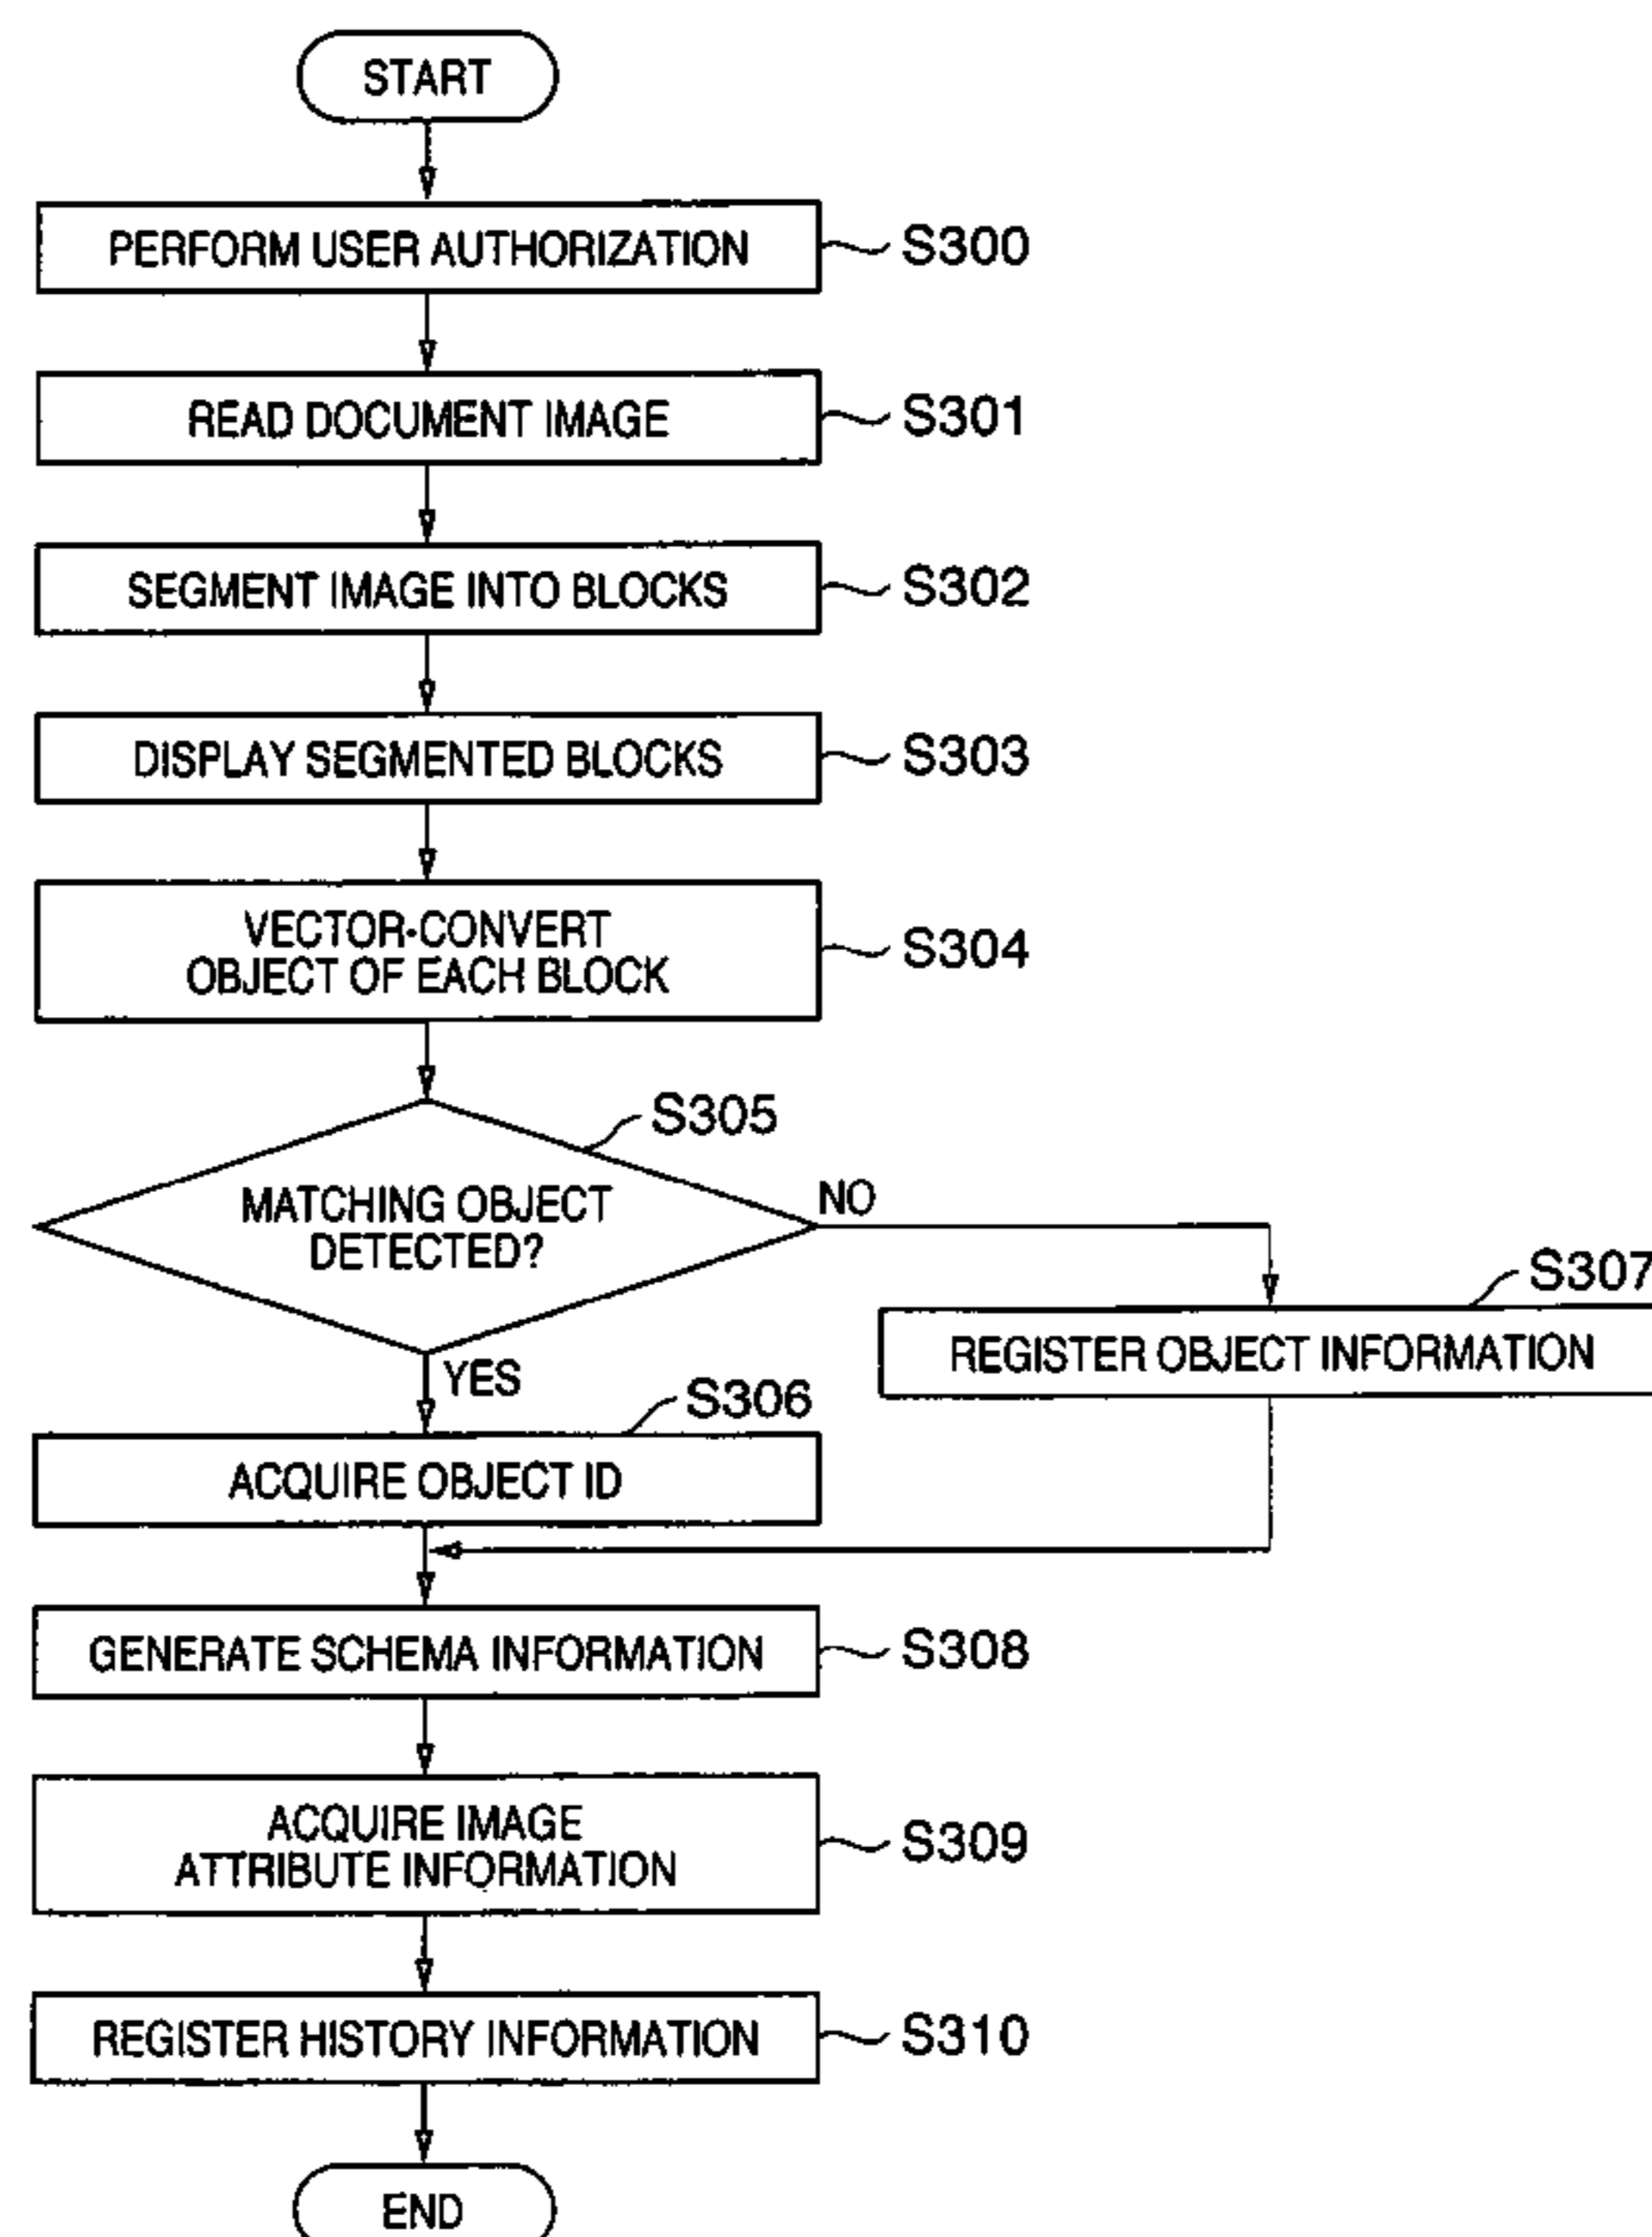 START
PERFORM USER AUTHORIZATION
S300
READ DOCUMENT IMAGE
S301
SEGMENT IMAGE INTO BLOCKS
S302
DISPLAY SEGMENTED BLOCKS
S303
VECTOR-CONVERT
OBJECT OF EACH BLOCK
S304
S305
MATCHING OBJECT
DETECTED?
NO
YES
S307
REGISTER OBJECT INFORMATION
S306
ACQUIRE OBJECT ID
GENERATE SCHEMA INFORMATION
S308
ACQUIRE IMAGE
ATTRIBUTE INFORMATION
S309
REGISTER HISTORY INFORMATION
S310
END